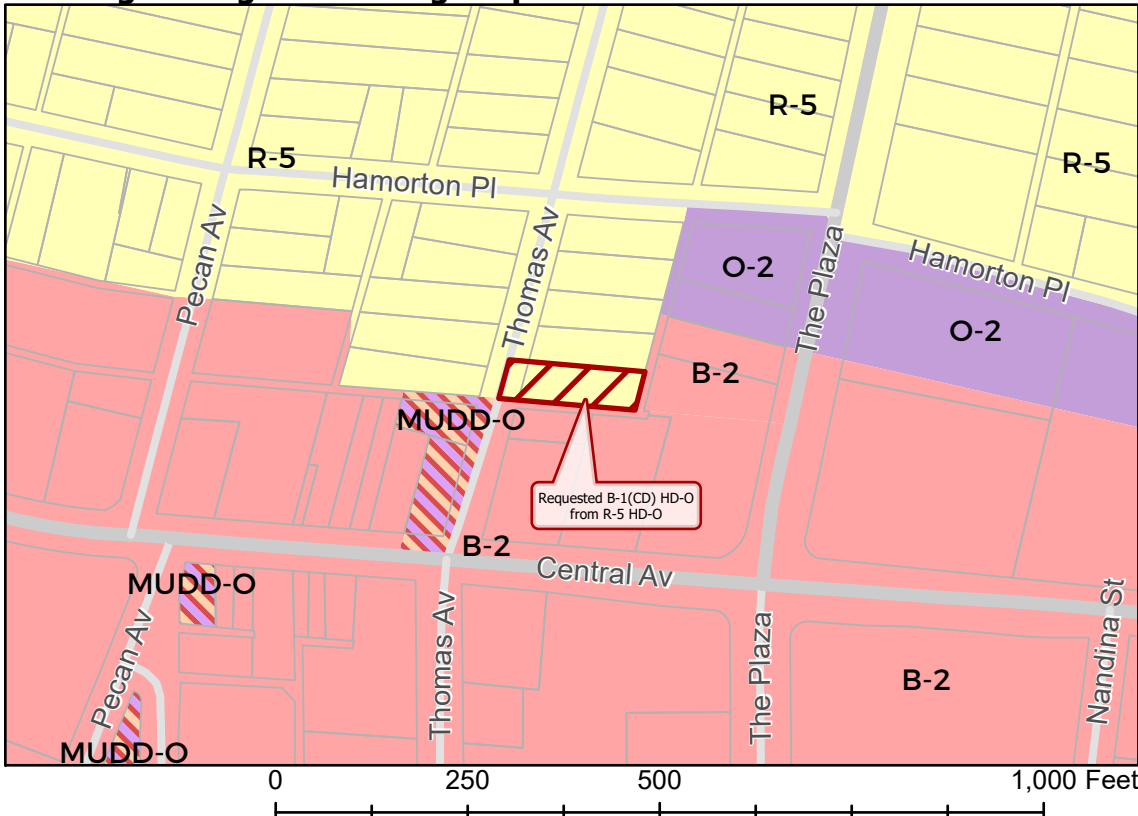 R-5
R-5
R-5
Hamorton Pl
Pecan Av
Thomas Av
O-2
The Plaza
Hamorton Pl
O-2
B-2
MUDD-O
Requested B-1(CD) HD-O
from R-5 HD-O
B-2
Central Av
MUDD-O
Pecan Av
Thomas Av
The Plaza
B-2
Nandina St
MUDD-O
0 250 500 1,000 Feet